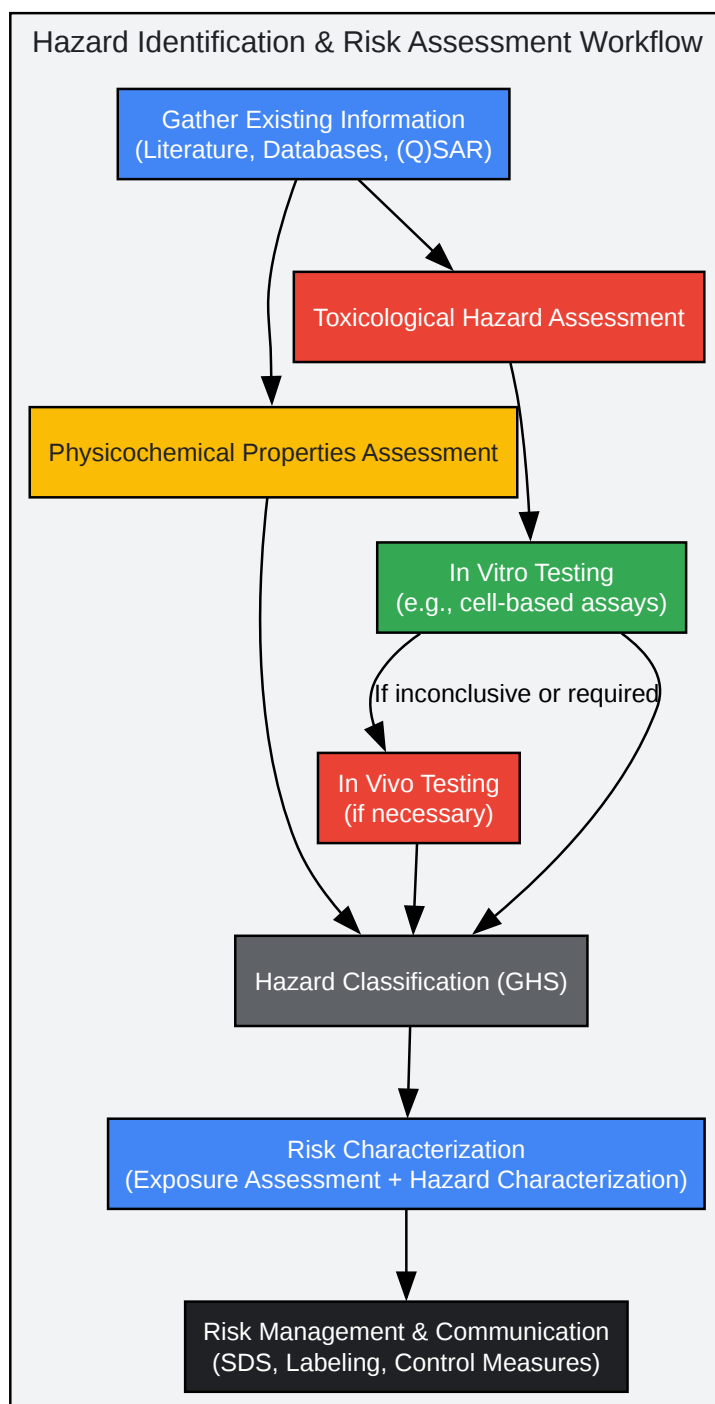 Hazard Identification & Risk Assessment Workflow
Gather Existing Information
(Literature, Databases, (Q)SAR)
Toxicological Hazard Assessment
Physicochemical Properties Assessment
In Vitro Testing
(e.g., cell-based assays)
If inconclusive or required
In Vivo Testing
(if necessary)
Hazard Classification (GHS)
Risk Characterization
(Exposure Assessment + Hazard Characterization)
Risk Management & Communication
(SDS, Labeling, Control Measures)